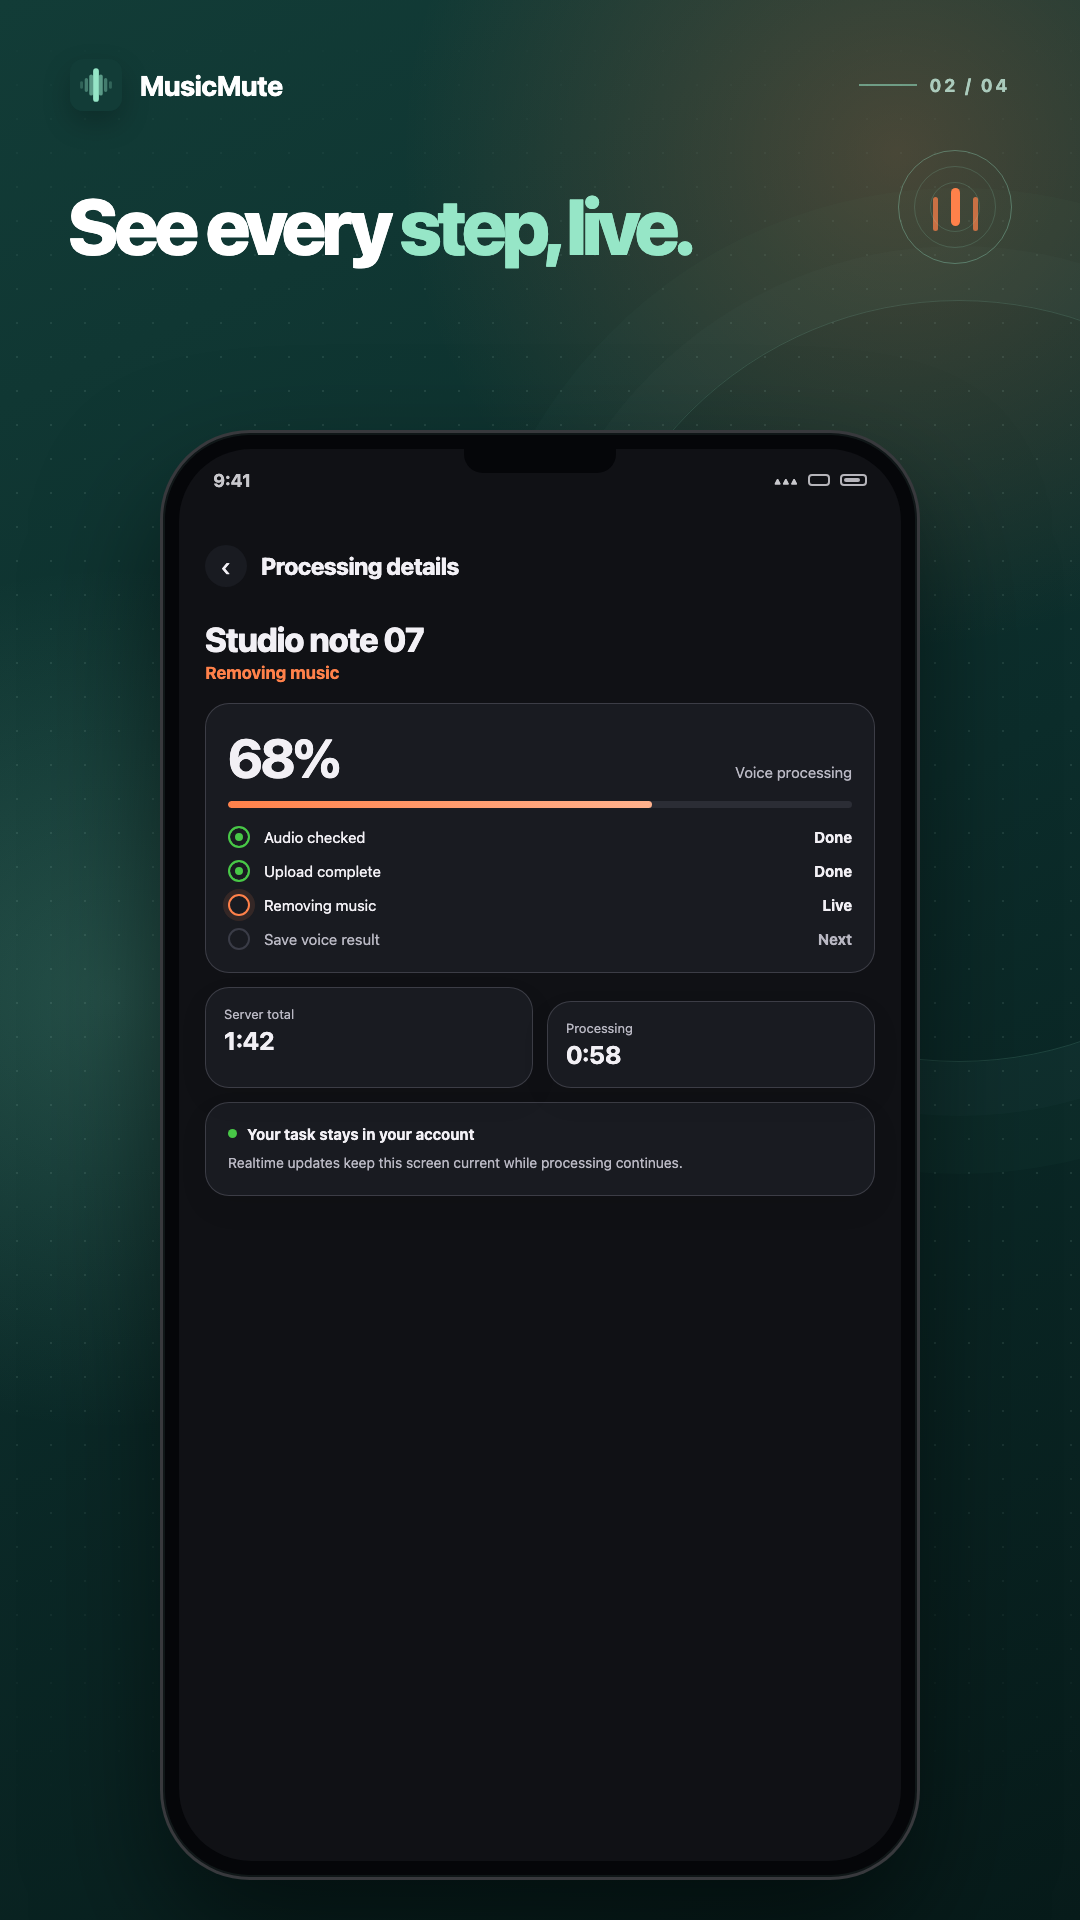 MusicMute
02 / 04
See every step, live.
9:41
Processing details
Studio note 07
Removing music
68%
Voice processing
Audio checked Done
Upload complete Done
Removing music Live
Save voice result Next
Server total
1:42
Processing
0:58
Your task stays in your account
Realtime updates keep this screen current while processing continues.